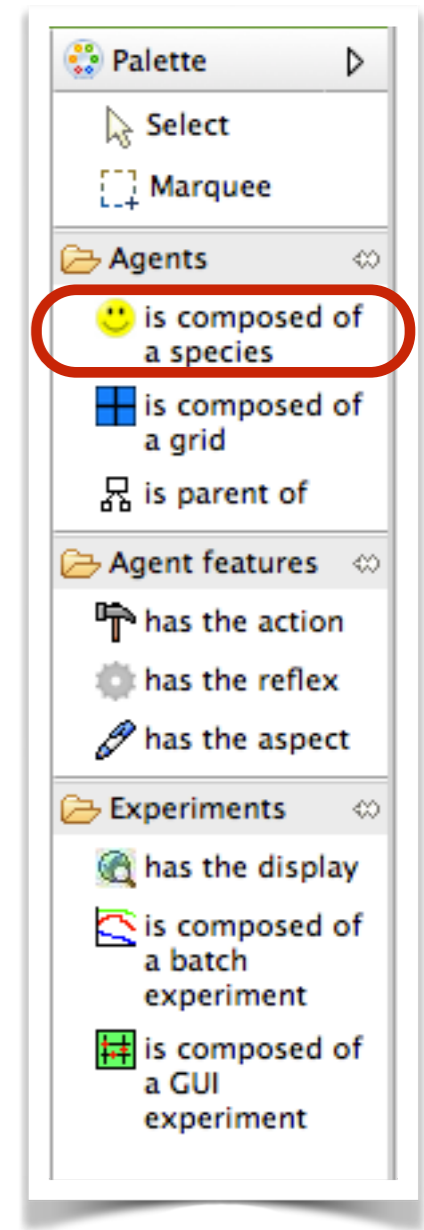 Palette
Select
Marquee
Agents
is composed of
a species
is composed of
a grid
is parent of
Agent features
has the action
has the reflex
has the aspect
Experiments
has the display
is composed of
a batch
experiment
is composed of
a GUI
experiment